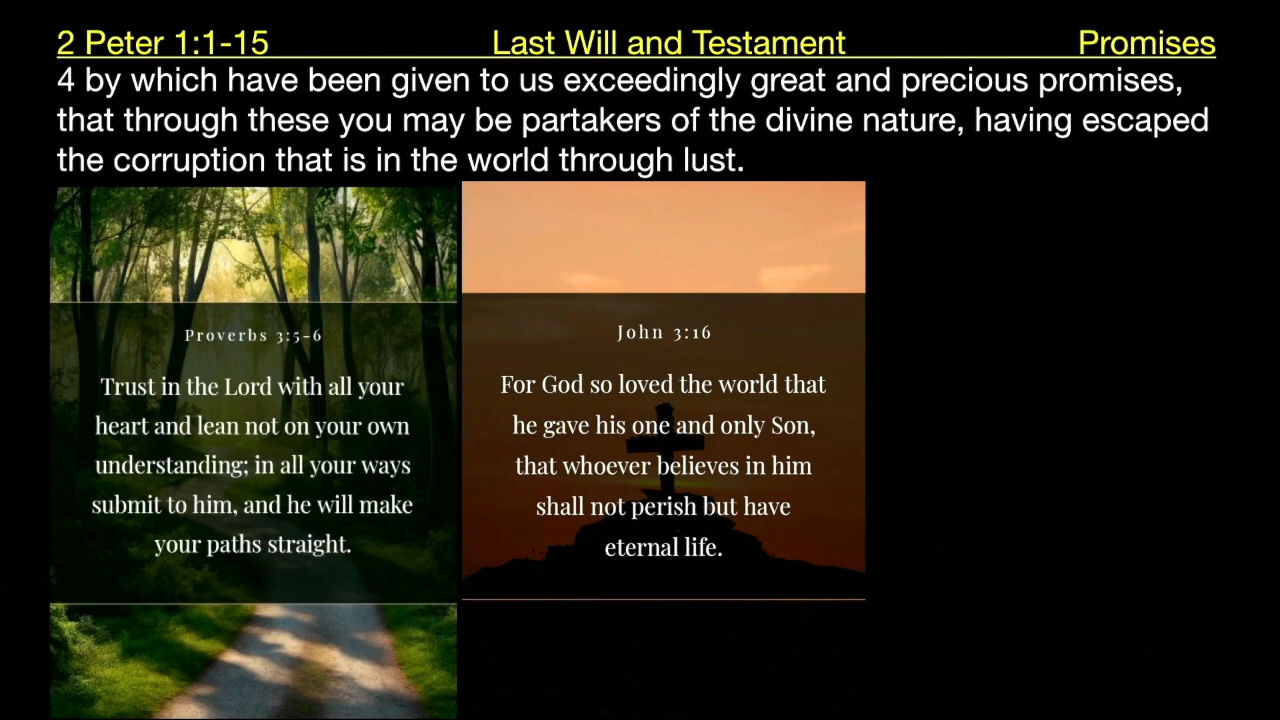 2 Peter 1:1-15 Last Will and Testament Promises
4 by which have been given to us exceedingly great and precious promises,
that through these you may be partakers of the divine nature, having escaped
the corruption that is in the world through lust.
Proverbs 3:5-6
Trust in the Lord with all your
heart and lean not on your own
understanding; in all your ways
submit to him, and he will make
your paths straight.
John 3:16
For God so loved the world that
he gave his one and only Son,
that whoever believes in him
shall not perish but have
eternal life.